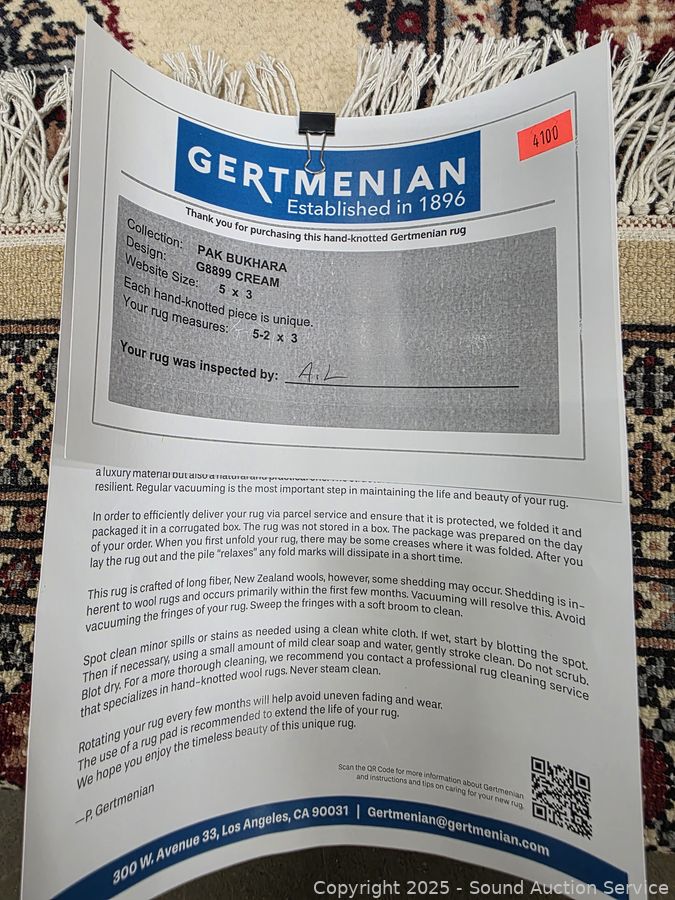 4100
GERTMENIAN
Established in 1896
Thank you for purchasing this hand-knotted Gertmenian rug
Collection: PAK BUKHARA
Design: G8899 CREAM
Website Size: 5 x 3
Each hand-knotted piece is unique.
Your rug measures: 5-2 x 3
Your rug was inspected by: A.L
a luxury material but also a natural and practical one.
resilient. Regular vacuuming is the most important step in maintaining the life and beauty of your rug.
In order to efficiently deliver your rug via parcel service and ensure that it is protected, we folded it and
packaged it in a corrugated box. The rug was not stored in a box. The package was prepared on the day
of your order. When you first unfold your rug, there may be some creases where it was folded. After you
lay the rug out and the pile “relaxes” any fold marks will dissipate in a short time.
This rug is crafted of long fiber, New Zealand wools, however, some shedding may occur. Shedding is in-
herent to wool rugs and occurs primarily within the first few months. Vacuuming will resolve this. Avoid
vacuuming the fringes of your rug. Sweep the fringes with a soft broom to clean.
Spot clean minor spills or stains as needed using a clean white cloth. If wet, start by blotting the spot.
Then if necessary, using a small amount of mild clear soap and water, gently stroke clean. Do not scrub.
Blot dry. For a more thorough cleaning, we recommend you contact a professional rug cleaning service
that specializes in hand-knotted wool rugs. Never steam clean.
Rotating your rug every few months will help avoid uneven fading and wear.
The use of a rug pad is recommended to extend the life of your rug.
We hope you enjoy the timeless beauty of this unique rug.
—P. Gertmenian
Scan the QR Code for more information about Gertmenian
and instructions and tips on caring for your new rug.
300 W. Avenue 33, Los Angeles, CA 90031 | Gertmenian@gertmenian.com
Copyright 2025 - Sound Auction Service